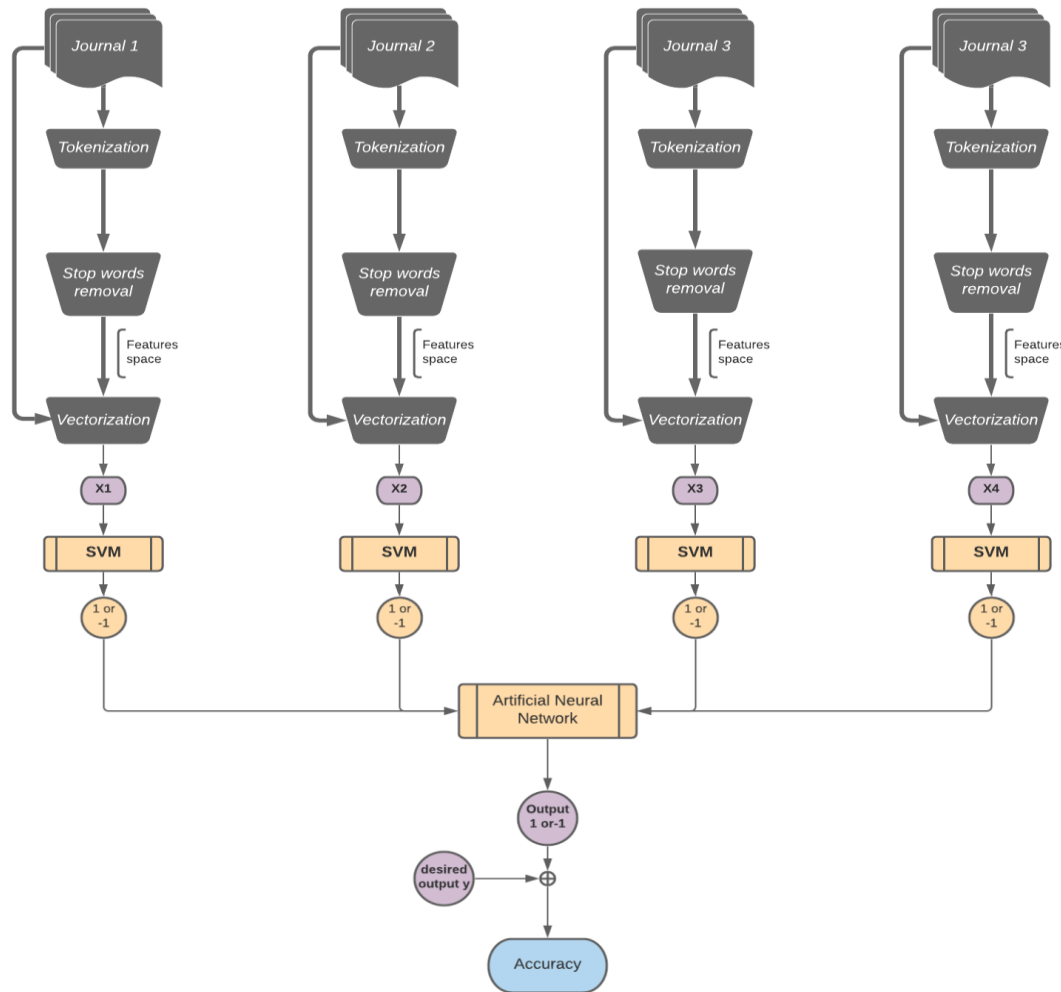 Journal 1
Journal 2
Journal 3
Journal 3
Tokenization
Tokenization
Tokenization
Tokenization
Stop words
removal
Stop words
removal
Stop words
removal
Stop words
removal
Features
space
Features
space
Features
space
Features
space
Vectorization
Vectorization
Vectorization
Vectorization
X1
X2
X3
X4
SVM
SVM
SVM
SVM
1 or
-1
1 or
-1
1 or
-1
1 or
-1
Artificial Neural
Network
Output
1 or-1
desired
output y
Accuracy